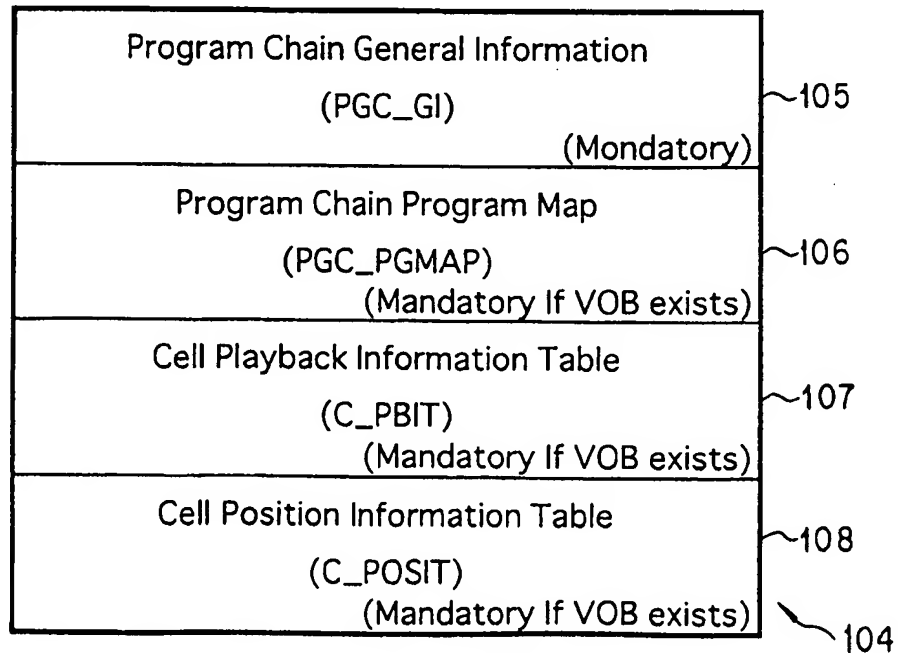 Program Chain General Information
(PGC_GI)
(Mondatory)
105
Program Chain Program Map
(PGC_PGMAP)
(Mandatory If VOB exists)
106
Cell Playback Information Table
(C_PBIT)
(Mandatory If VOB exists)
107
Cell Position Information Table
(C_POSIT)
(Mandatory If VOB exists)
108
104